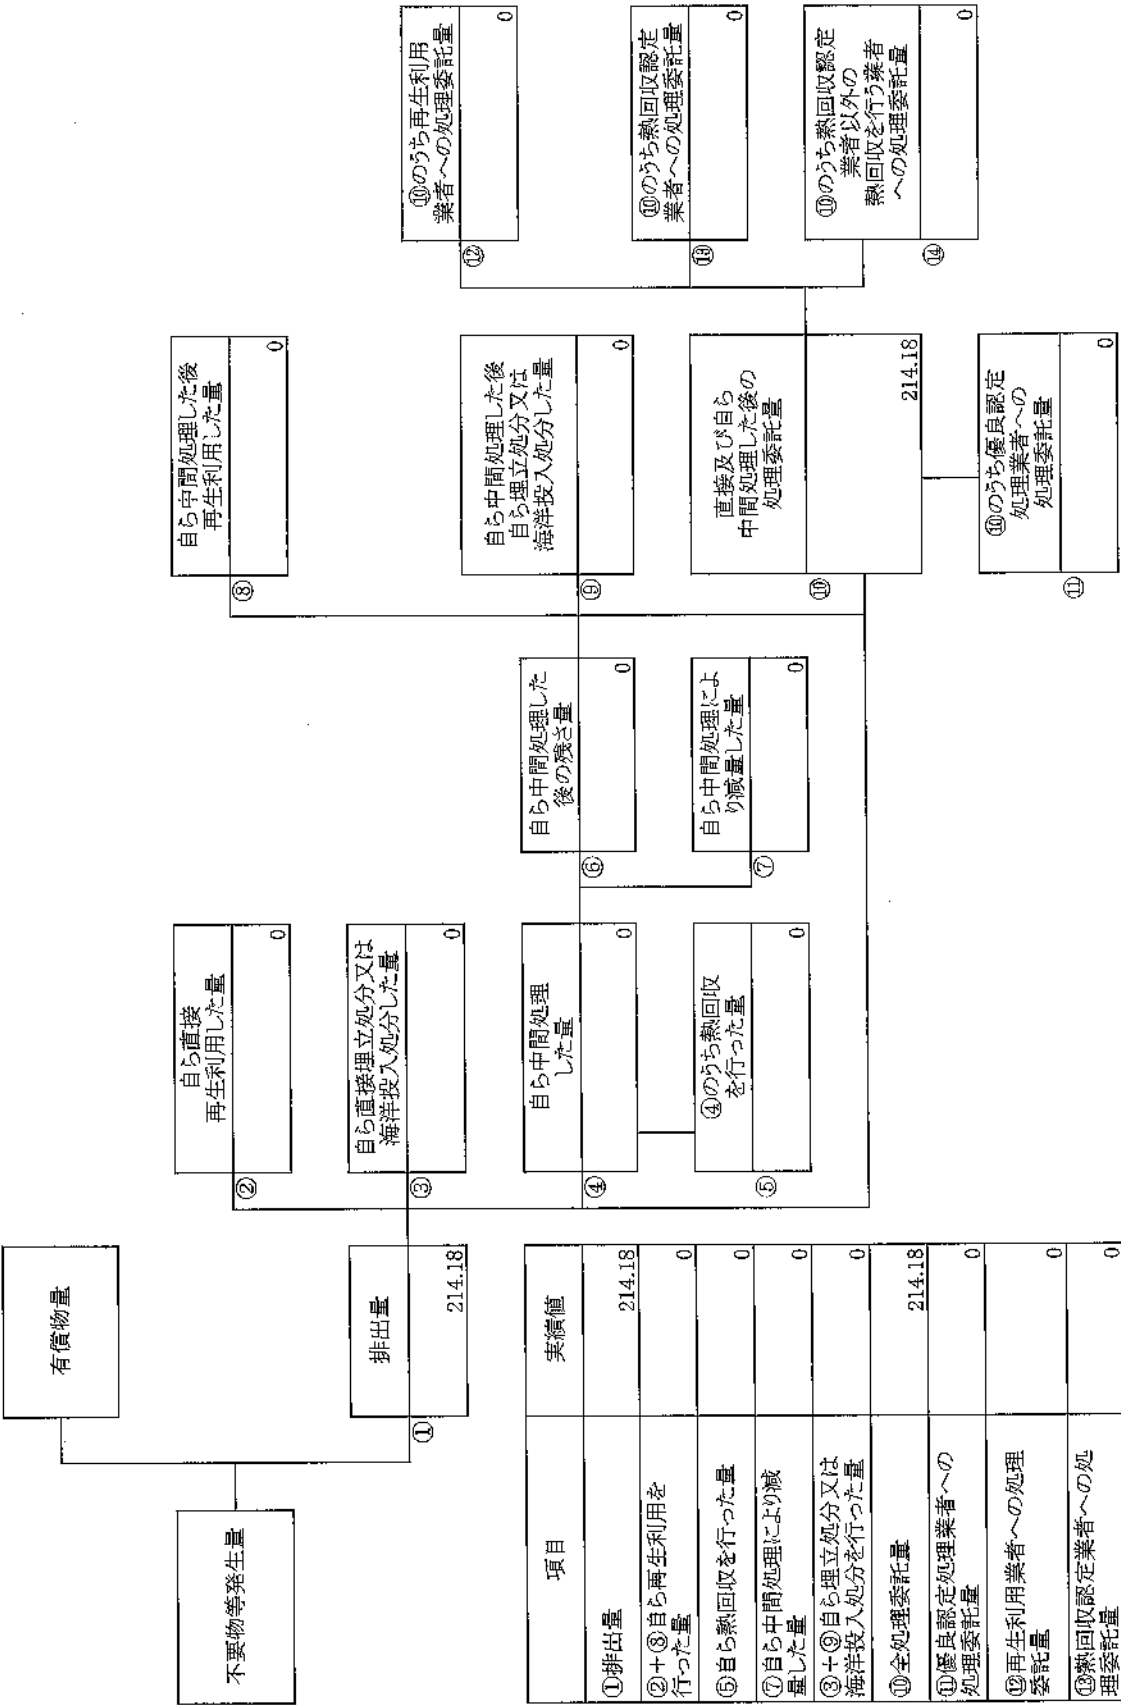 不要物等発生量
有償物量
①
排出量
214.18
②
自ら直接
再生利用した量
0
③
自ら直接埋立処分又は
海洋投入処分した量
0
④
自ら中間処理
した量
0
⑤
④のうち熱回収
を行った量
0
⑥
自ら中間処理した
後の残さ量
0
⑦
自ら中間処理によ
り減量した量
0
⑧
自ら中間処理した後
再生利用した量
0
⑨
自ら中間処理した後
自ら埋立処分又は
海洋投入処分した量
0
⑩
直接及び自ら
中間処理した後の
処理委託量
214.18
⑪
⑩のうち優良認定
処理業者への
処理委託量
0
⑫
⑩のうち再生利用
業者への処理委託量
0
⑬
⑩のうち熱回収認定
業者への処理委託量
0
⑭
⑩のうち熱回収認定
業者以外の
熱回収を行う業者
への処理委託量
0
項目 実績値
①排出量 214.18
②+⑧自ら再生利用を
行った量 0
⑤自ら熱回収を行った量 0
⑦自ら中間処理により減
量した量 0
③+⑨自ら埋立処分又は
海洋投入処分を行った量 0
⑩全処理委託量 214.18
⑪優良認定処理業者への
処理委託量 0
⑫再生利用業者への処理
委託量 0
⑬熱回収認定業者への処
理委託量 0